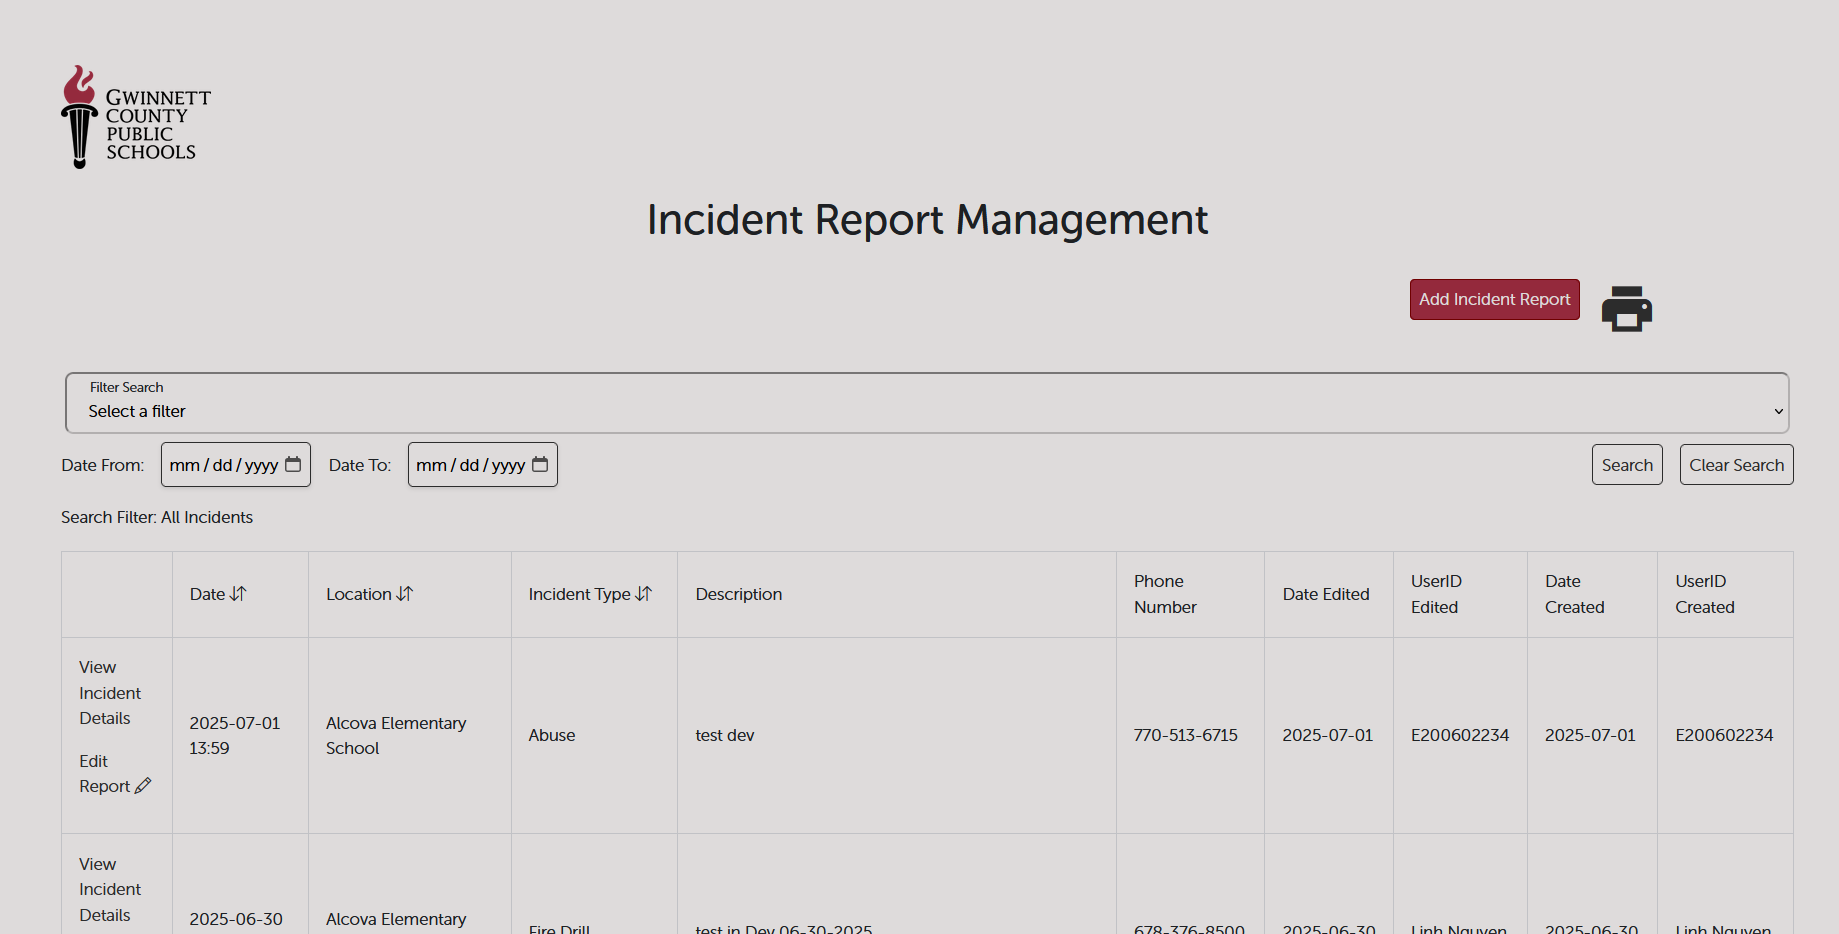 GWINNETT
COUNTY
PUBLIC
SCHOOLS
Incident Report Management
Add Incident Report
Filter Search
Select a filter
Date From: mm/dd/yyyy Date To: mm/dd/yyyy Search Clear Search
Search Filter: All Incidents
Date Location Incident Type Description Phone Number Date Edited UserID Edited Date Created UserID Created
View
Incident
Details
Edit
Report
2025-07-01
13:59
Alcova Elementary
School
Abuse
test dev
770-513-6715
2025-07-01
E200602234
2025-07-01
E200602234
View
Incident
Details
2025-06-30
Alcova Elementary
Fire Drill
test in Dev 06-30-2025
678-376-8500
2025-06-30
Linh Nguyen
2025-06-30
Linh Nguyen